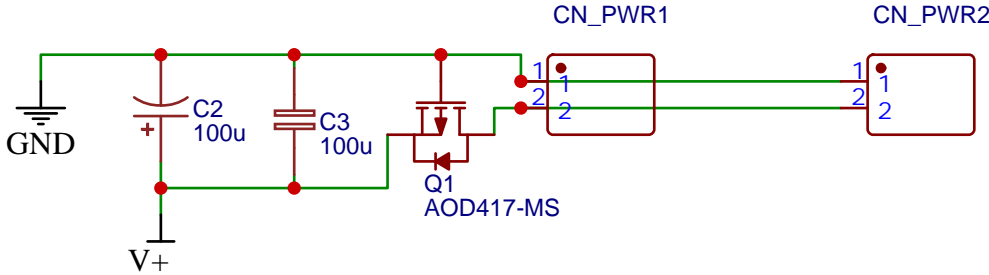 CN_PWR1
CN_PWR2
1
1
2
2
1
1
2
2
GND
+
C2
100u
C3
100u
Q1
AOD417-MS
V+